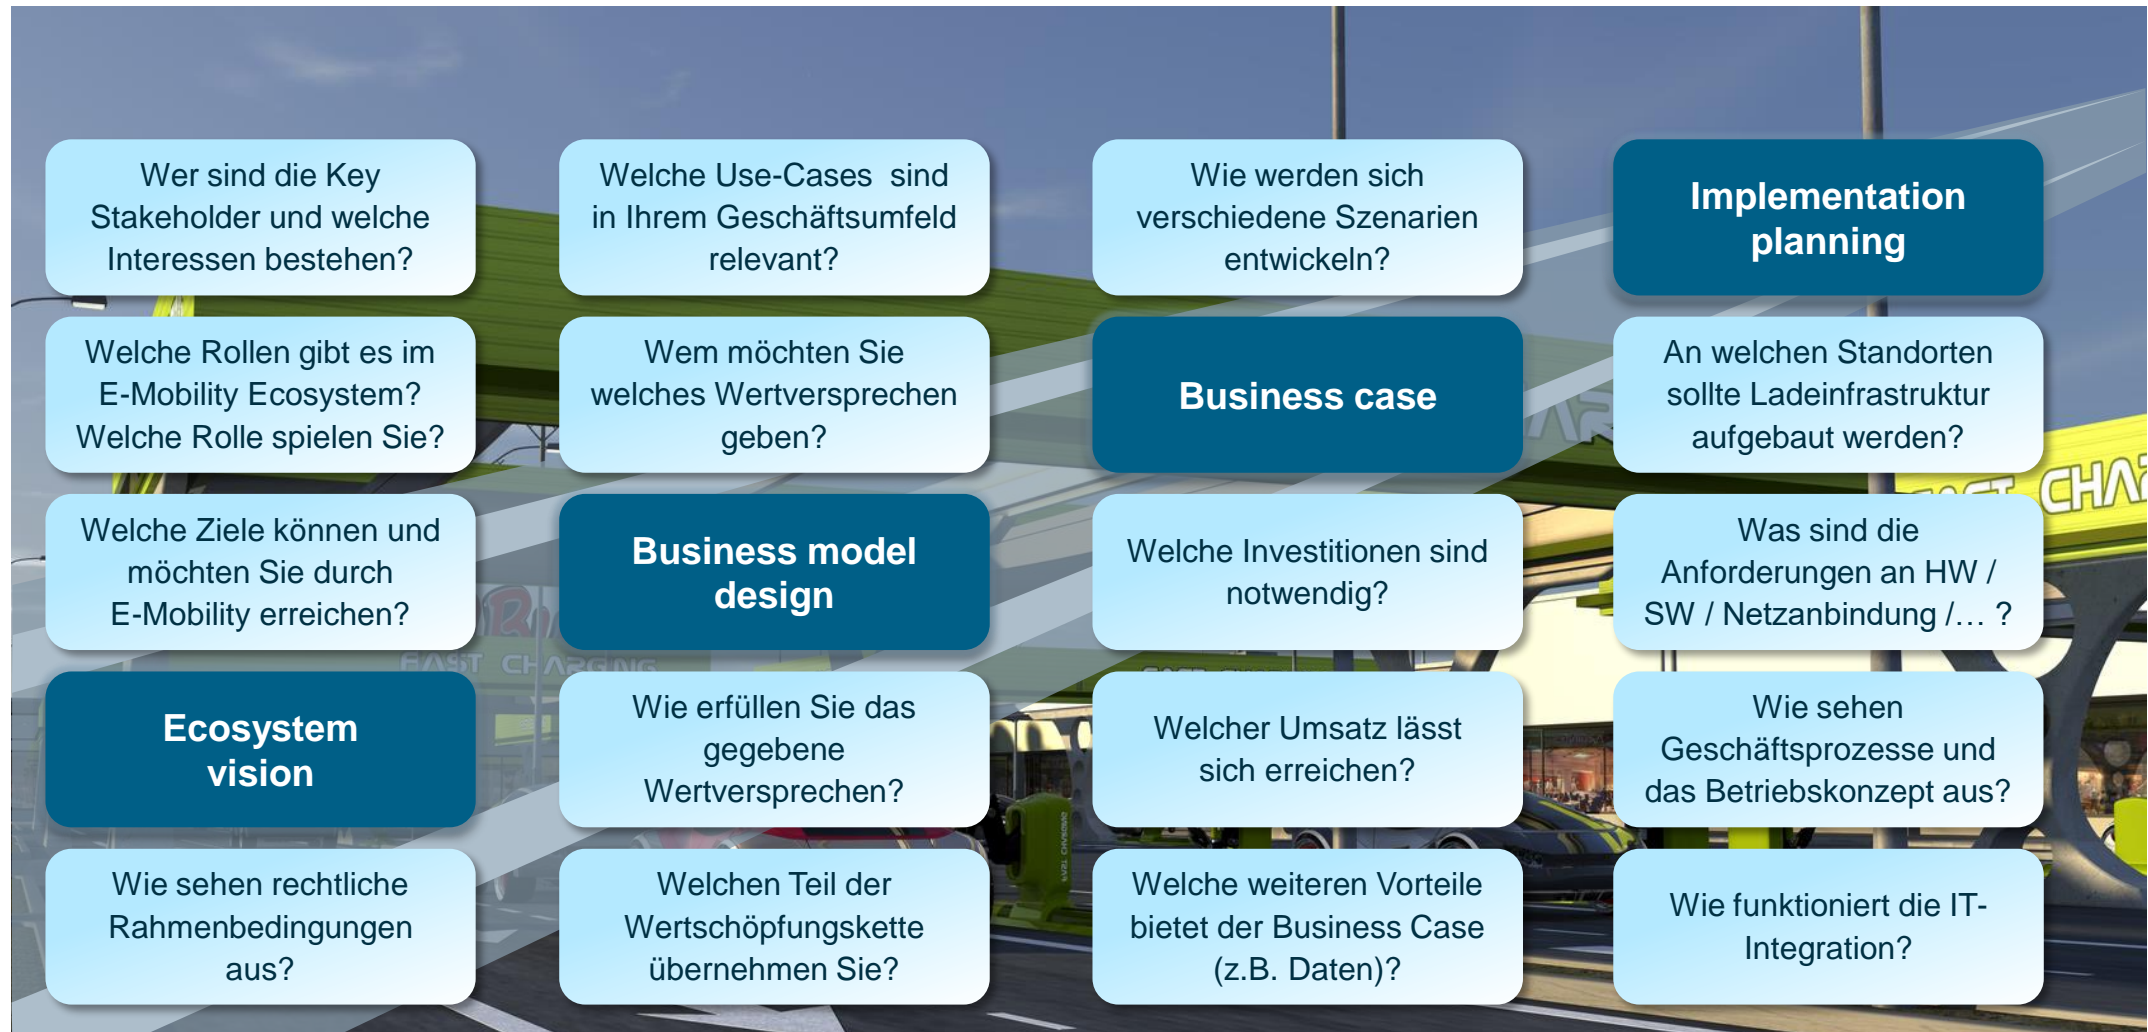 Wer sind die Key
Stakeholder und welche
Interessen bestehen?
Welche Rollen gibt es im
E-Mobility Ecosystem?
Welche Rolle spielen Sie?
Welche Ziele können und
möchten Sie durch
E-Mobility erreichen?
Ecosystem
vision
Wie sehen rechtliche
Rahmenbedingungen
aus?
Welche Use-Cases sind
in Ihrem Geschäftsumfeld
relevant?
Wem möchten Sie
welches Wertversprechen
geben?
Business model
design
Wie erfüllen Sie das
gegebene
Wertversprechen?
Welchen Teil der
Wertschöpfungskette
übernehmen Sie?
Wie werden sich
verschiedene Szenarien
entwickeln?
Business case
Welche Investitionen sind
notwendig?
Welcher Umsatz lässt
sich erreichen?
Welche weiteren Vorteile
bietet der Business Case
(z.B. Daten)?
Implementation
planning
An welchen Standorten
sollte Ladeinfrastruktur
aufgebaut werden?
Was sind die
Anforderungen an HW /
SW / Netzanbindung /… ?
Wie sehen
Geschäftsprozesse und
das Betriebskonzept aus?
Wie funktioniert die IT-
Integration?
FAST CHARGING